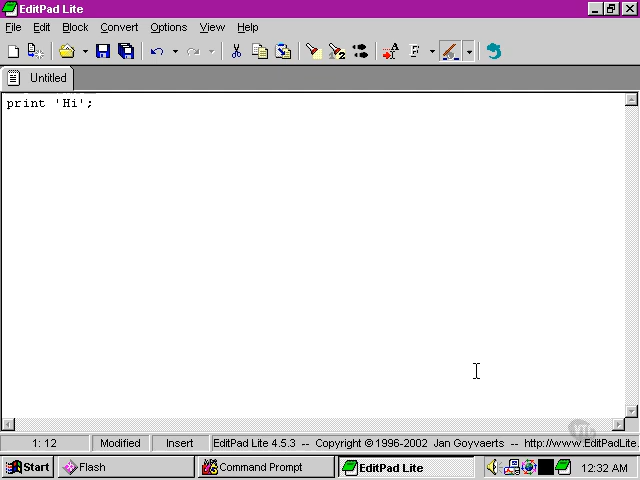 EditPad Lite
File Edit Block Convert Options View Help
Untitled
print 'Hi';
1: 12 Modified Insert EditPad Lite 4.5.3 -- Copyright © 1996-2002 Jan Goyvaerts -- http://www.EditPadLite.
Start Flash Command Prompt EditPad Lite 12:32 AM